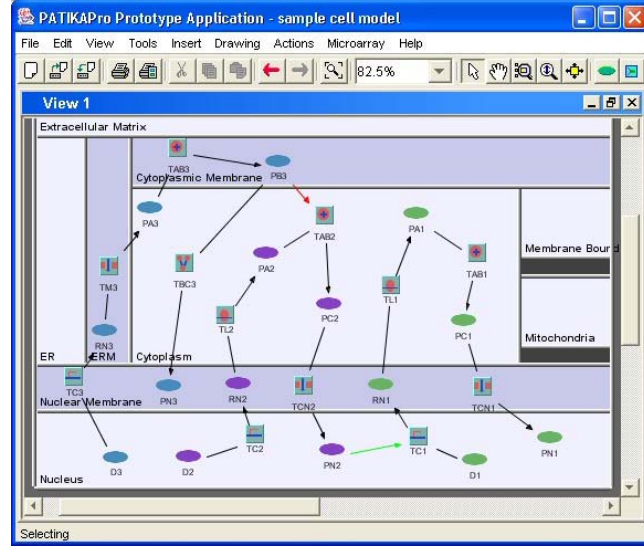 PATIKAPro Prototype Application - sample cell model
File Edit View Tools Insert Drawing Actions Microarray Help
82.5%
View 1
Extracellular Matrix
TAB3
Cytoplasmic Membrane
PB3
PA3
TAB2
PA1
PA2
TAB1
Membrane Bound
TM3
TBC3
TL2
PC2
TL1
PC1
RN3
Mitochondria
ER
ERM
Cytoplasm
TC3
Nuclear Membrane
PN3
RN2
TCN2
RN1
TCN1
TC2
TC1
PN1
D3
D2
PN2
D1
Nucleus
Selecting